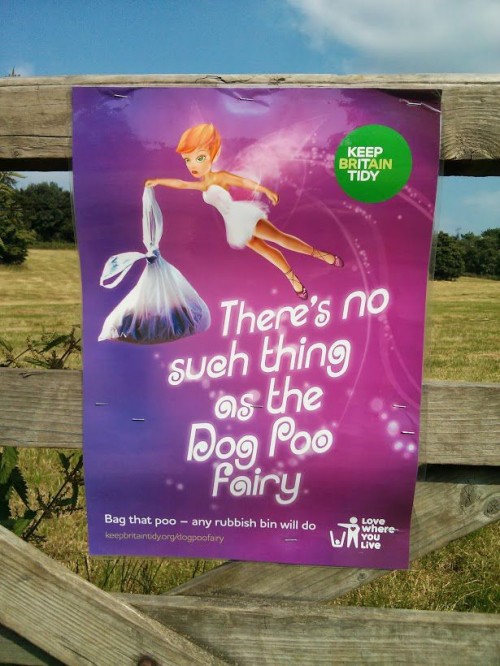 KEEP
BRITAIN
TIDY
There's no
such thing
as the
Dog Poo
Fairy
Bag that poo – any rubbish bin will do
keepbritaintidy.org/dogpoofairy
Love
where
you
Live